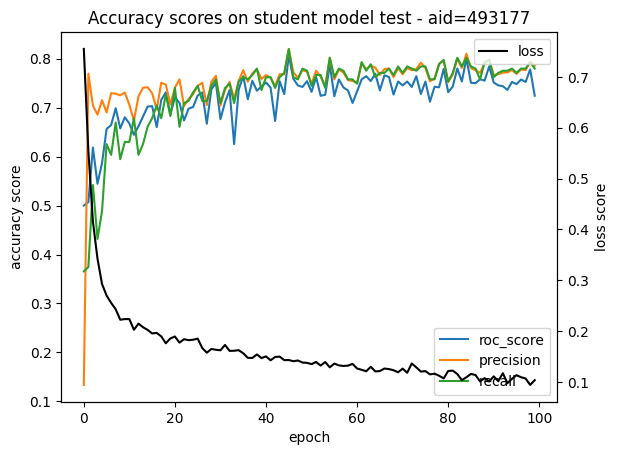 Accuracy scores on student model test - aid=493177
loss
0.8
0.7
0.6
0.5
0.4
0.3
0.2
0.1
accuracy score
0.7
0.6
0.5
0.4
0.3
0.2
0.1
loss score
roc_score
precision
recall
0
20
40
60
80
100
epoch